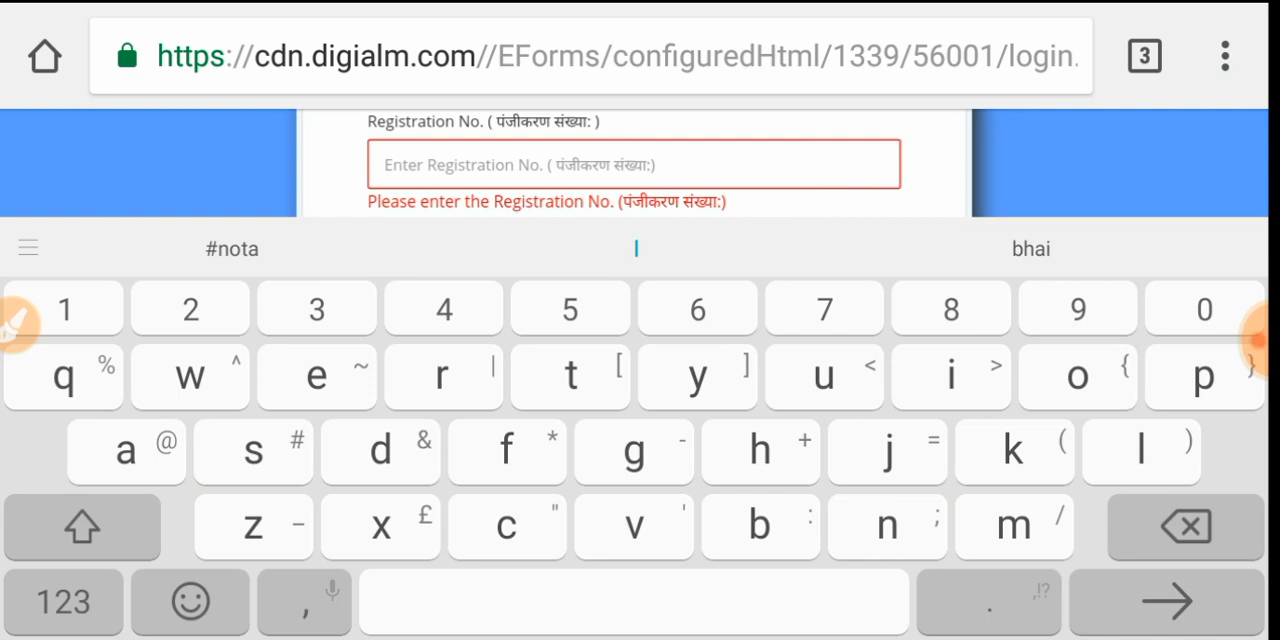 https://cdn.digialm.com//EForms/configuredHtml/1339/56001/login.
3
Registration No. ( पंजीकरण संख्या: )
Enter Registration No. ( पंजीकरण संख्या:)
Please enter the Registration No. (पंजीकरण संख्या:)
#nota I bhai
1 2 3 4 5 6 7 8 9 0
q % w ^ e ~ r | t [ y ] u < i > o { p }
a @ s # d & f * g - h + j = k ( l )
z _ x £ c " v ' b : n ; m /
123 , . ,!?